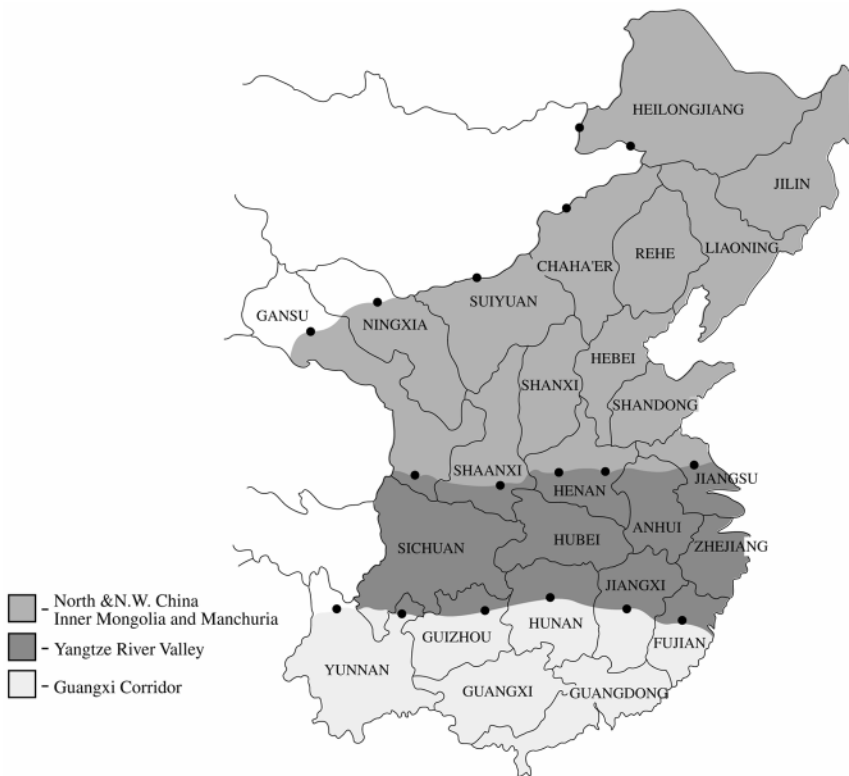 HEILONGJIANG
JILIN
REHE
LIAONING
CHAHA'ER
SUIYUAN
GANSU
NINGXIA
HEBEI
SHANXI
SHANDONG
SHAANXI
JIANGSU
HENAN
ANHUI
HUBEI
ZHEJIANG
SICHUAN
JIANGXI
HUNAN
GUIZHOU
FUJIAN
YUNNAN
GUANGXI
GUANGDONG
- North &N.W. China
Inner Mongolia and Manchuria
- Yangtze River Valley
- Guangxi Corridor